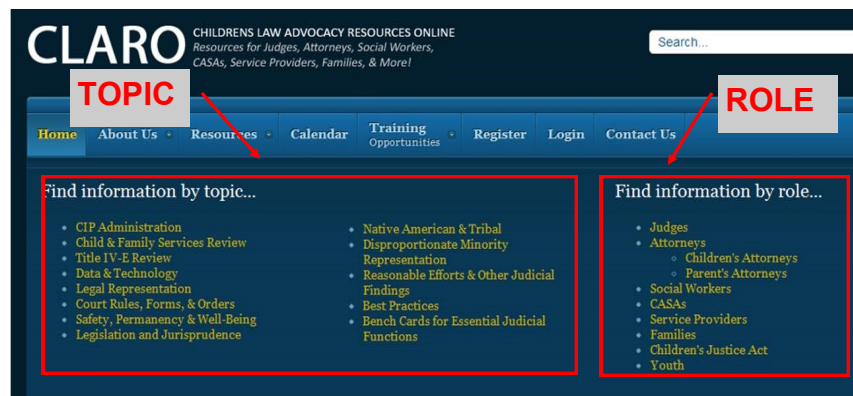 CLARO
CHILDRENS LAW ADVOCACY RESOURCES ONLINE
Resources for Judges, Attorneys, Social Workers,
CASAs, Service Providers, Families, & More!
Search...
TOPIC
ROLE
Home
About Us
Resources
Calendar
Training
Opportunities
Register
Login
Contact Us
Find information by topic...
CIP Administration
Child & Family Services Review
Title IV-E Review
Data & Technology
Legal Representation
Court Rules, Forms, & Orders
Safety, Permanency & Well-Being
Legislation and Jurisprudence
Native American & Tribal
Disproportionate Minority
Representation
Reasonable Efforts & Other Judicial
Findings
Best Practices
Bench Cards for Essential Judicial
Functions
Find information by role...
Judges
Attorneys
Children's Attorneys
Parent's Attorneys
Social Workers
CASAs
Service Providers
Families
Children's Justice Act
Youth